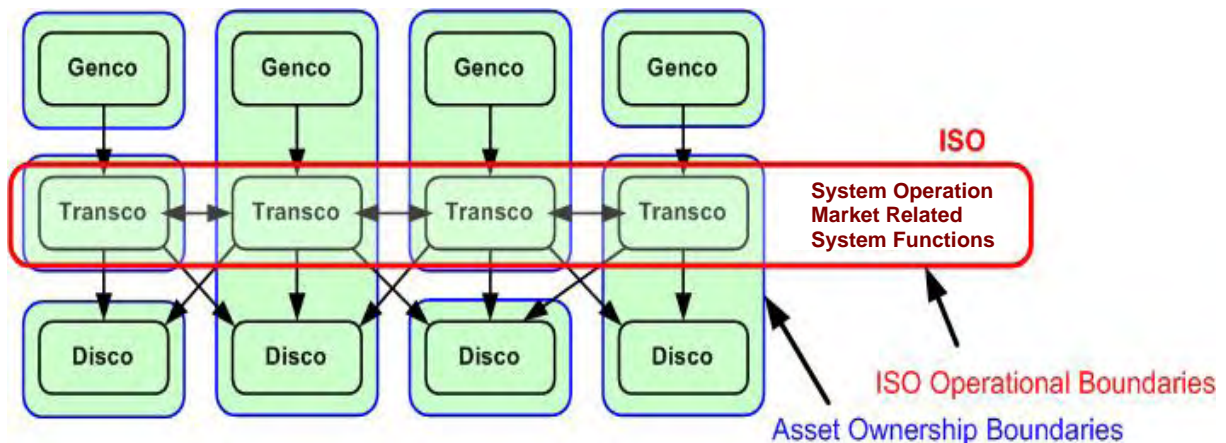 Genco Genco Genco Genco
ISO
Transco Transco Transco Transco
System Operation
Market Related
System Functions
Disco Disco Disco Disco
ISO Operational Boundaries
Asset Ownership Boundaries